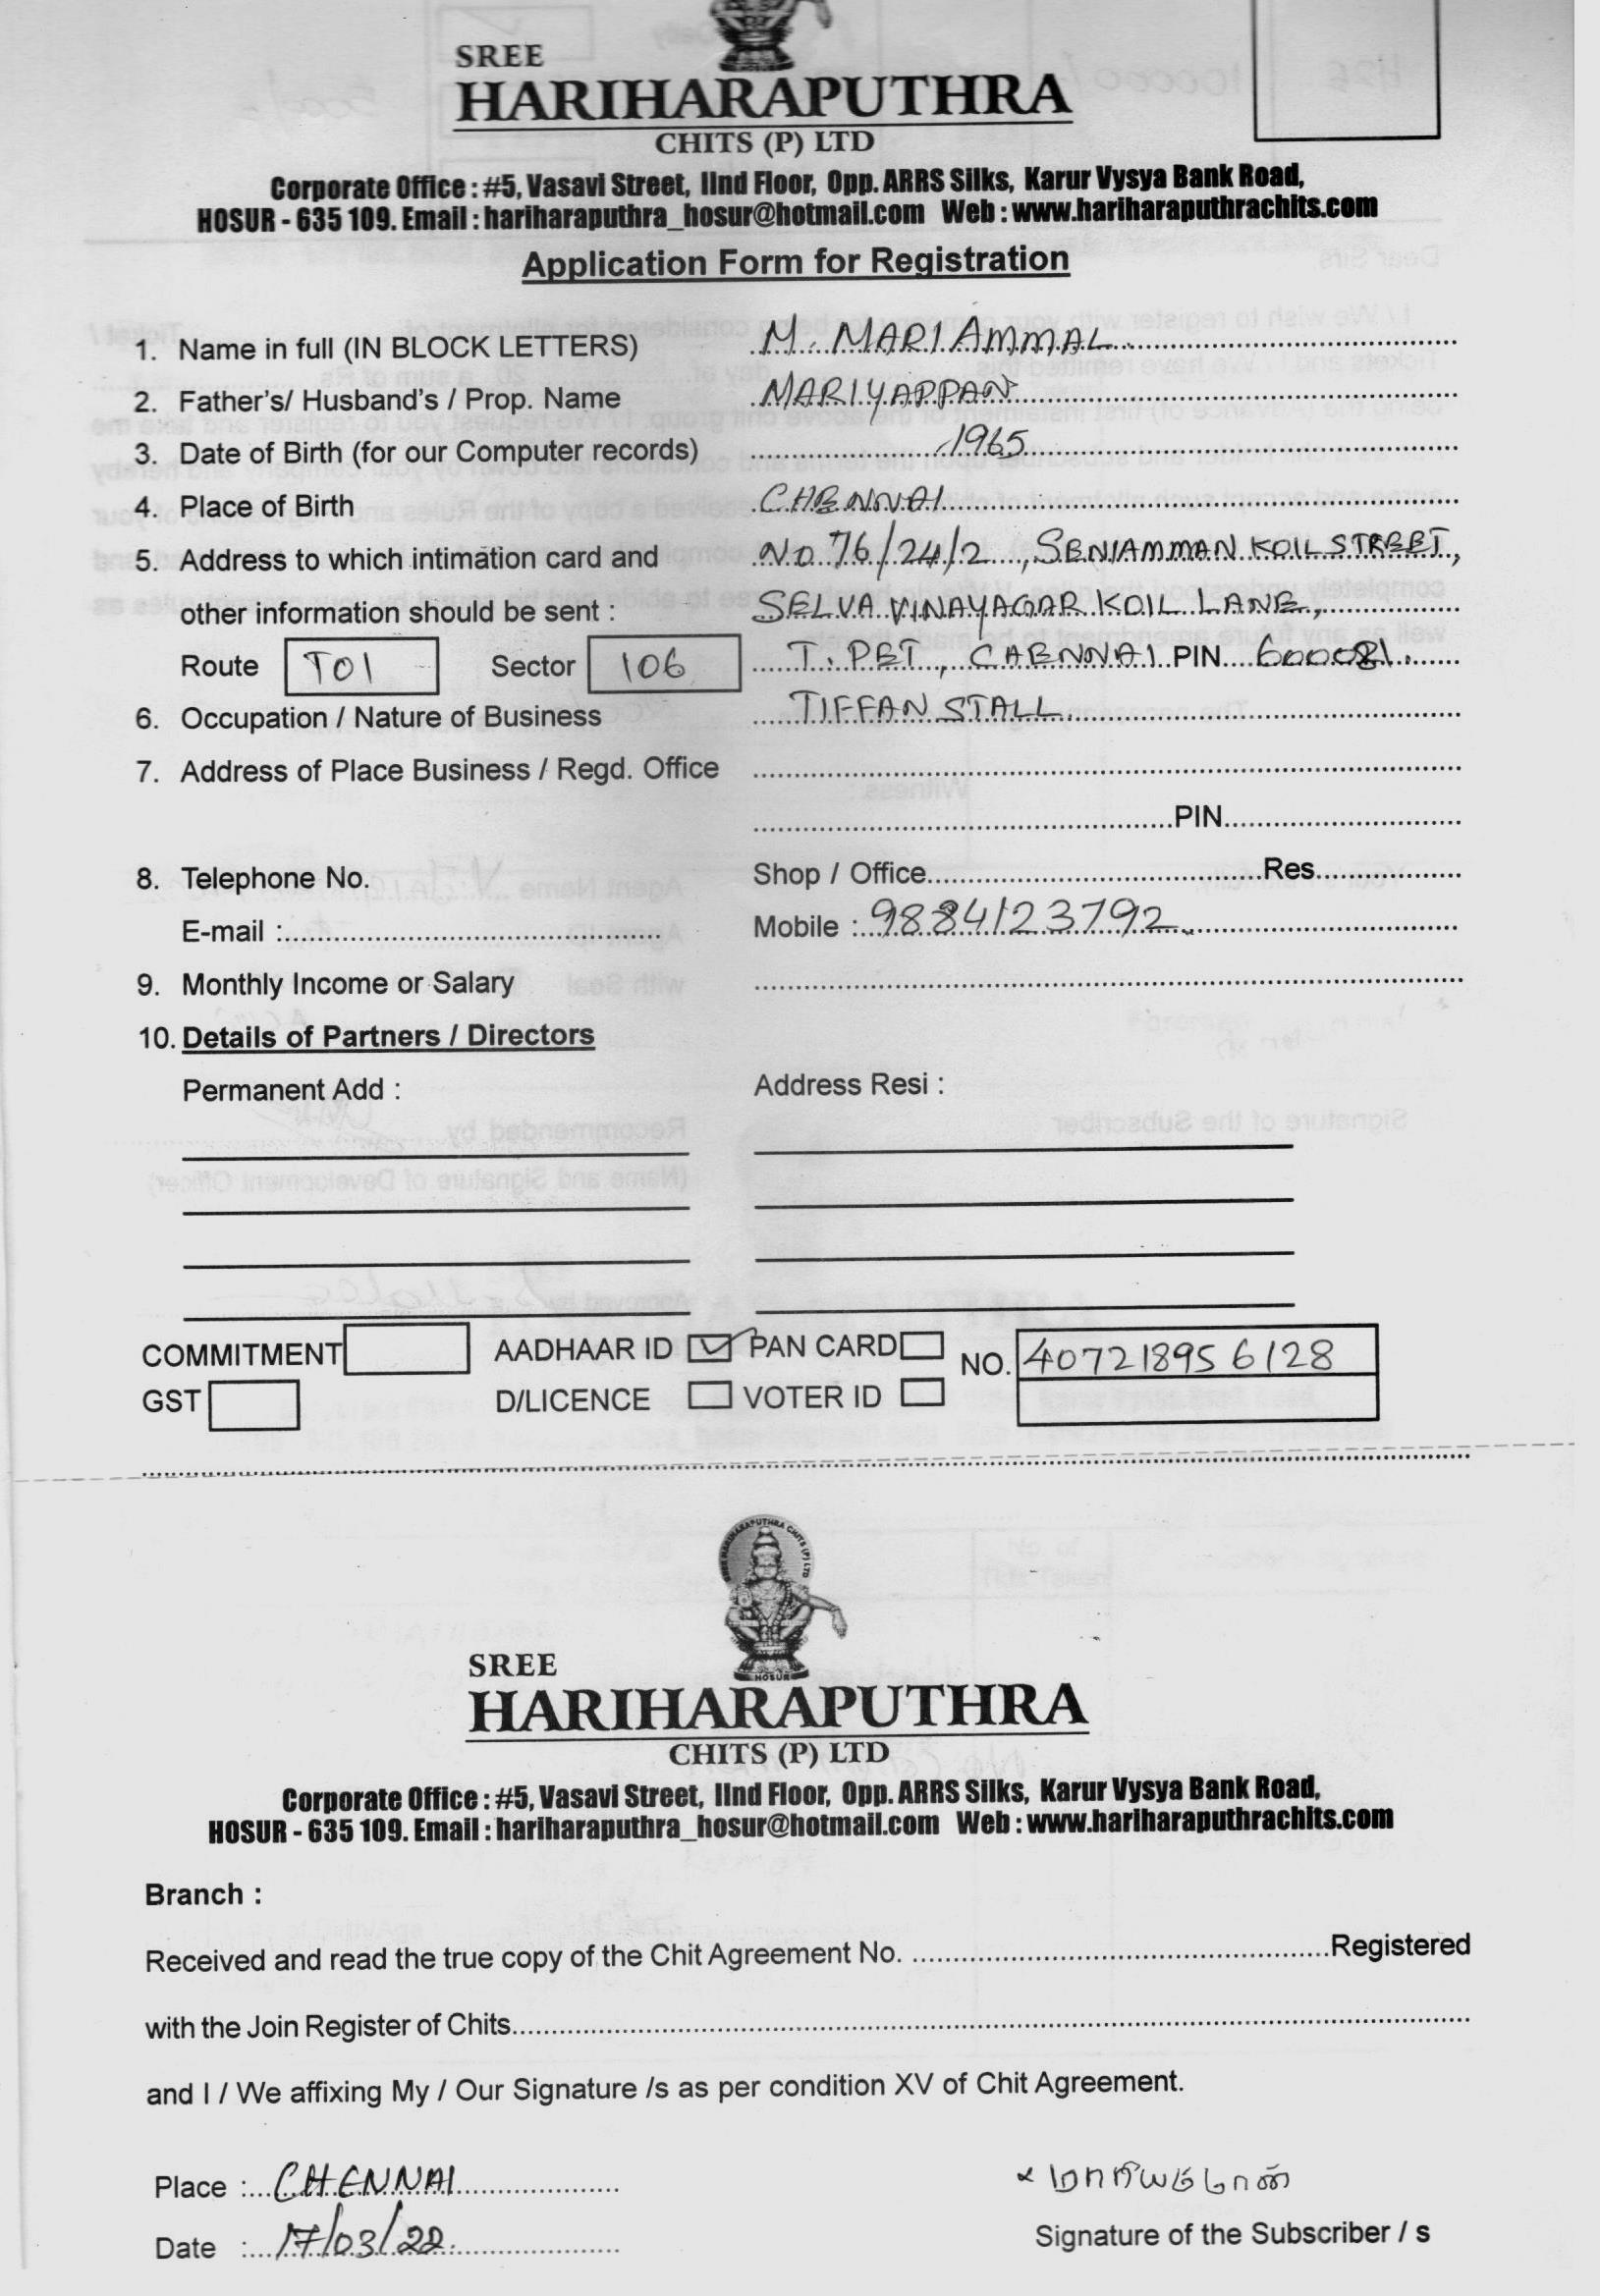 SREE
HARIHARAPUTHRA
CHITS (P) LTD
Corporate Office : #5, Vasavi Street, IInd Floor, Opp. ARRS Silks, Karur Vysya Bank Road,
HOSUR - 635 109. Email : hariharaputhra_hosur@hotmail.com Web : www.hariharaputhrachits.com
Application Form for Registration
1. Name in full (IN BLOCK LETTERS) M. MARIAMMAL
2. Father's/ Husband's / Prop. Name MARIYAPPAN
3. Date of Birth (for our Computer records) 1965
4. Place of Birth CHENNAI
5. Address to which intimation card and NO 76/24/2, SENIAMMAN KOIL STREET,
other information should be sent : SELVA VINAYAGAR KOIL LANE,
Route T01 Sector 106 T. PET, CHENNAI PIN 600081.
6. Occupation / Nature of Business TIFFAN STALL
7. Address of Place Business / Regd. Office
PIN
8. Telephone No. Shop / Office Res.
E-mail : Mobile : 9884123792
9. Monthly Income or Salary
10. Details of Partners / Directors
Permanent Add : Address Resi :
COMMITMENT AADHAAR ID PAN CARD NO. 407218956128
GST D/LICENCE VOTER ID
SREE
HARIHARAPUTHRA
CHITS (P) LTD
Corporate Office : #5, Vasavi Street, IInd Floor, Opp. ARRS Silks, Karur Vysya Bank Road,
HOSUR - 635 109. Email : hariharaputhra_hosur@hotmail.com Web : www.hariharaputhrachits.com
Branch :
Received and read the true copy of the Chit Agreement No. Registered
with the Join Register of Chits
and I / We affixing My / Our Signature /s as per condition XV of Chit Agreement.
Place : CHENNAI
Date : 17/03/22
Signature of the Subscriber / s